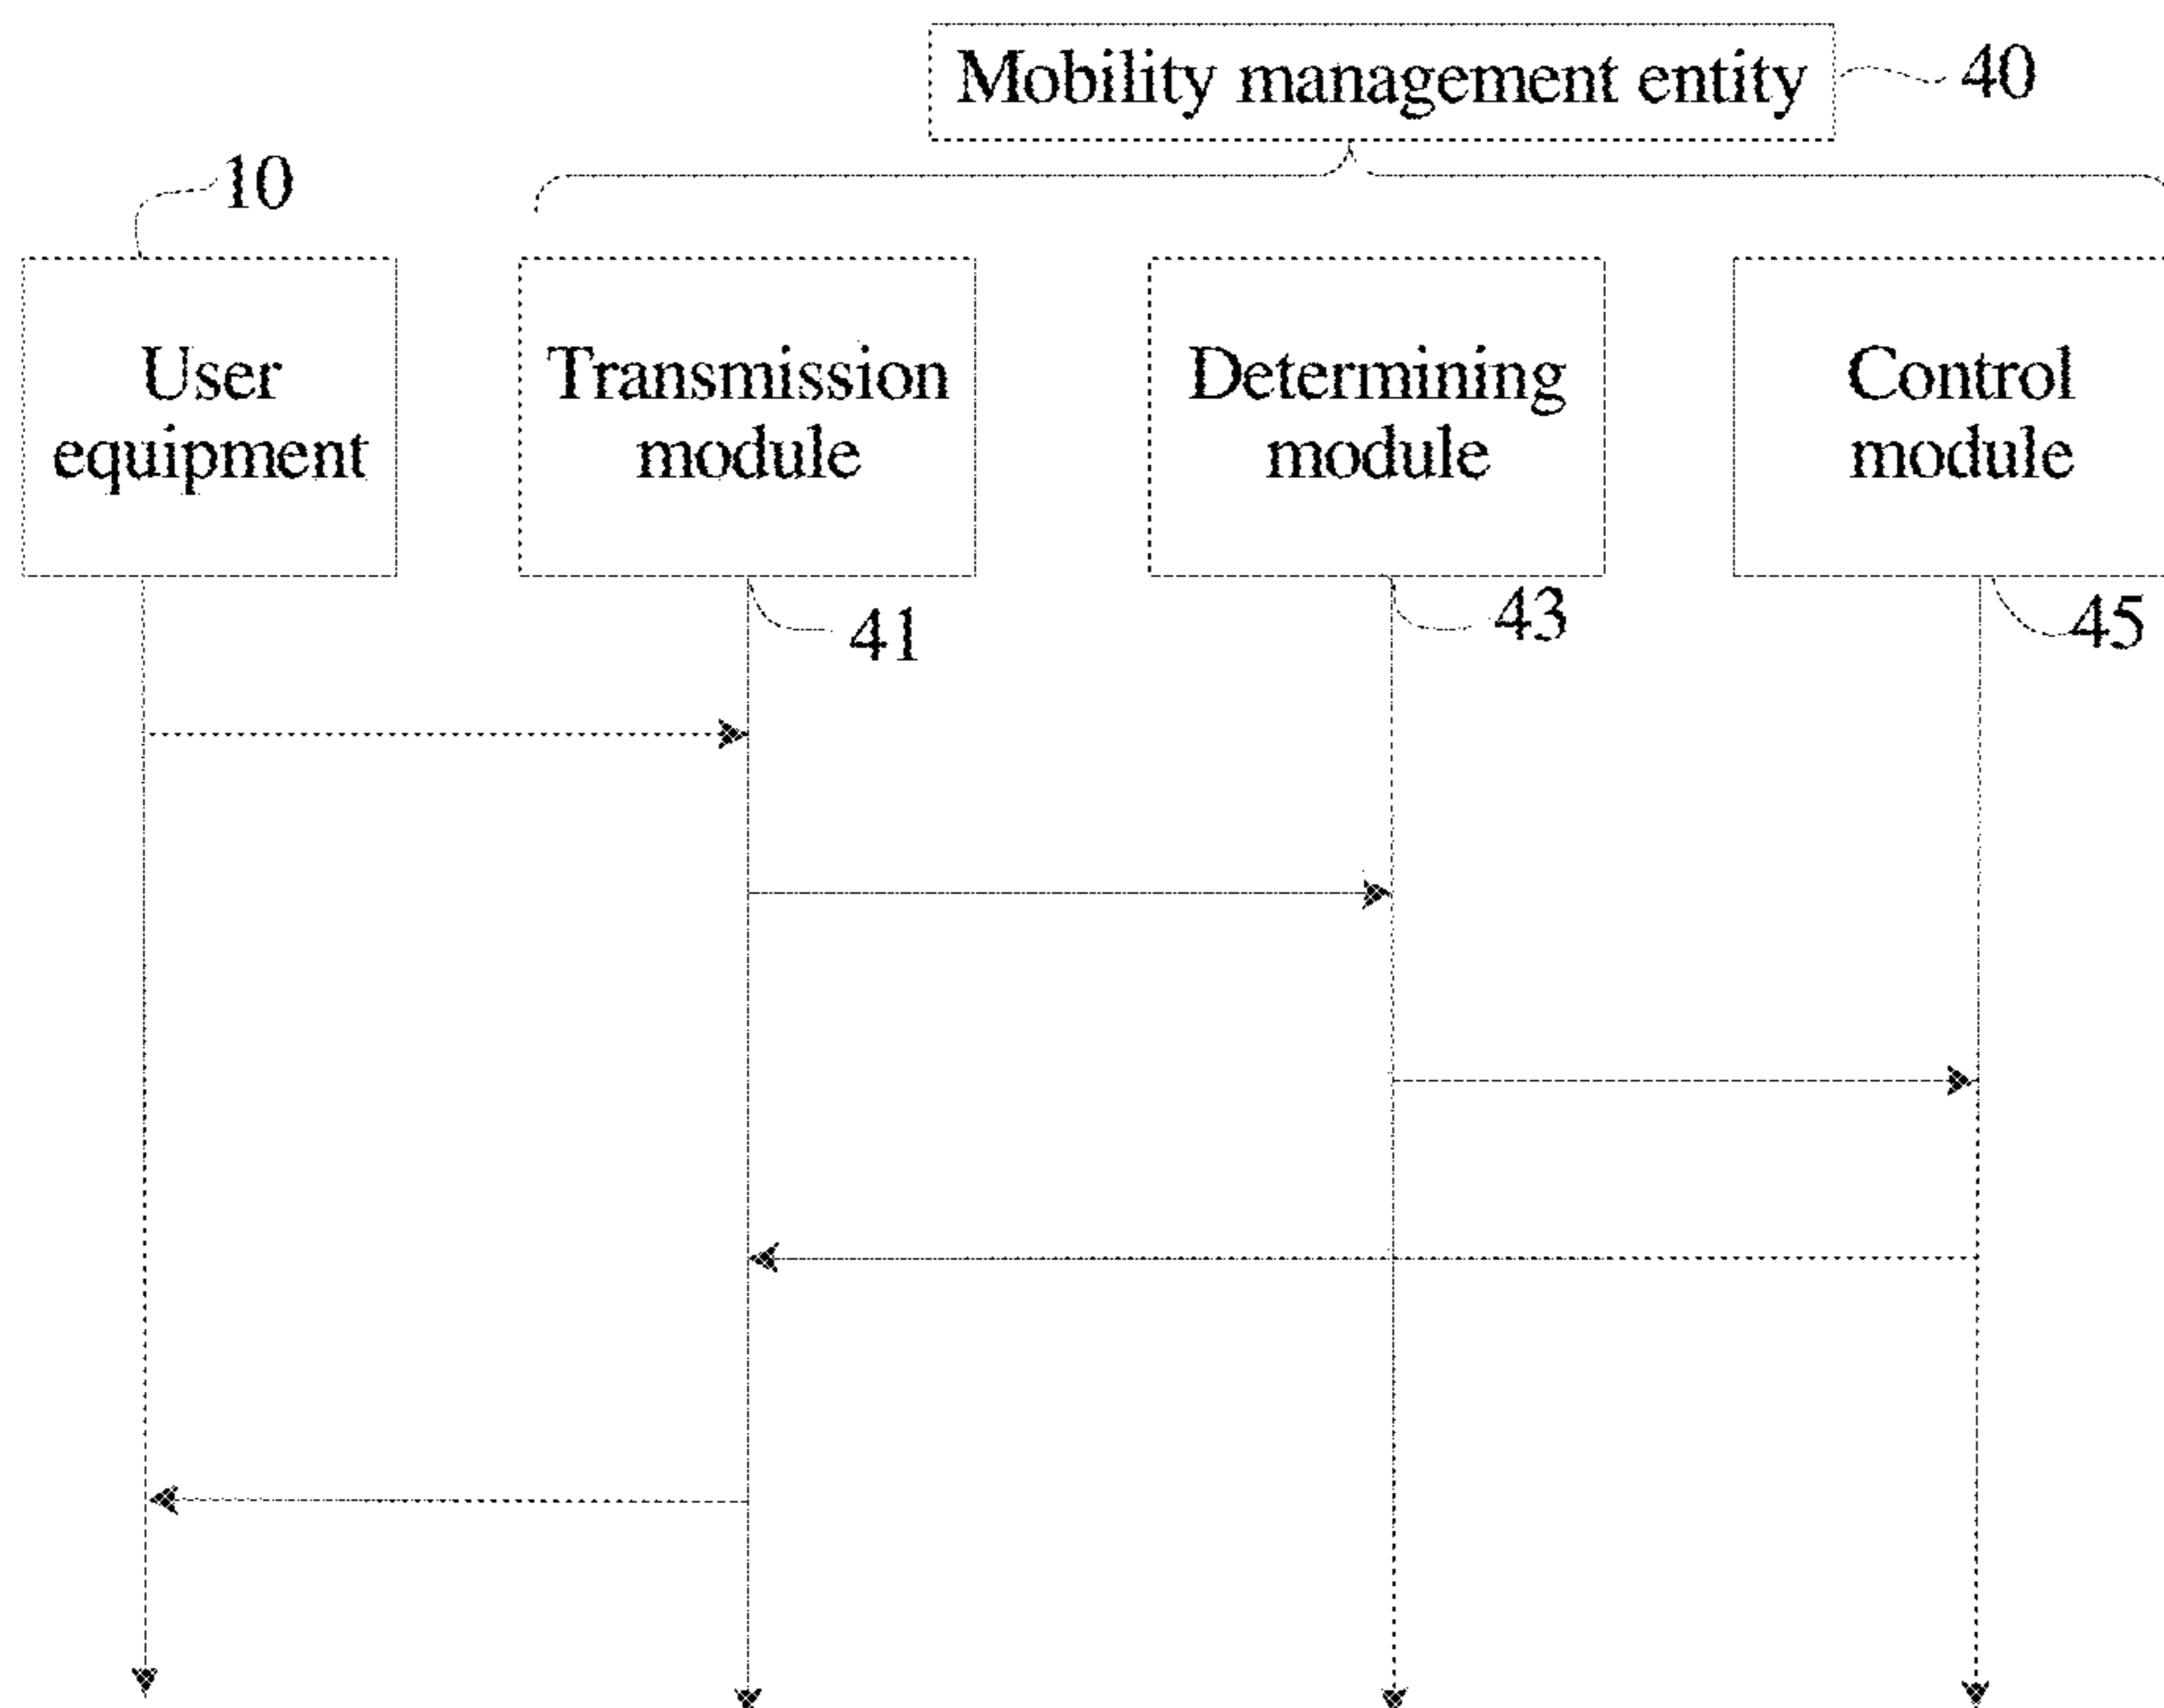 Mobility management entity
40
10
User
equipment
Transmission
module
Determining
module
Control
module
41
43
45